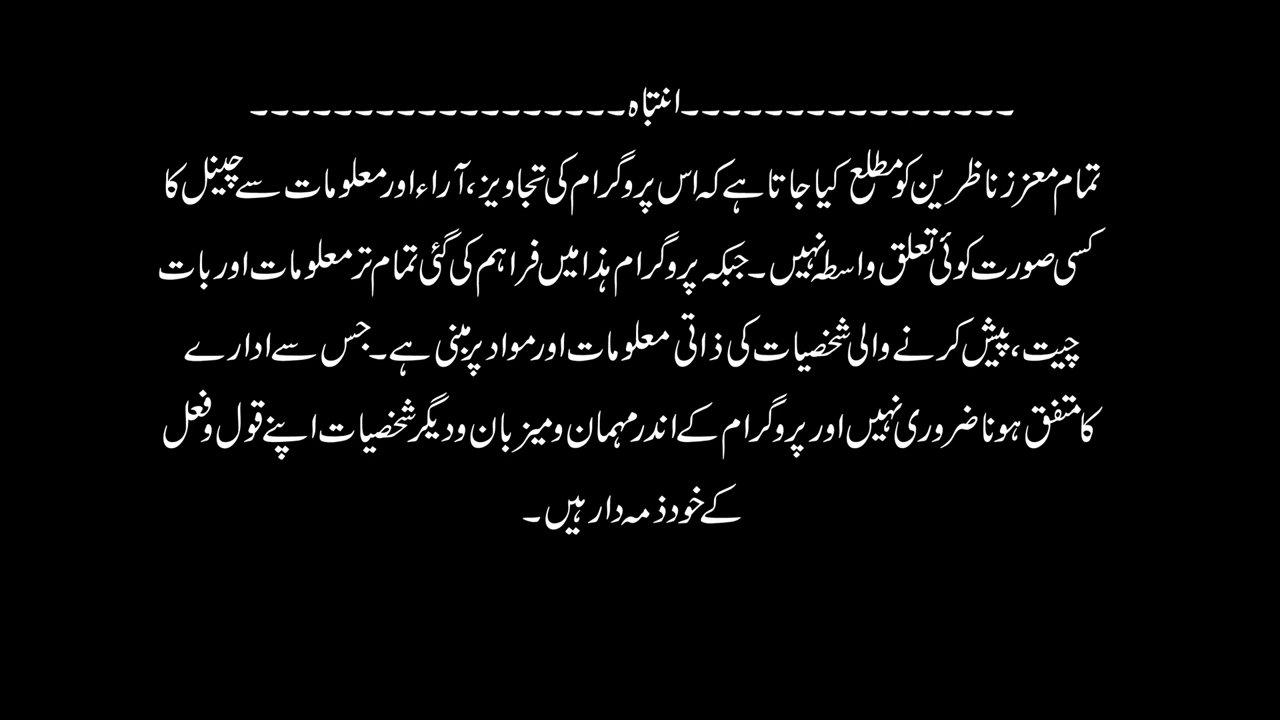 ۔۔۔۔۔۔۔۔۔۔۔۔۔۔۔۔انتباہ۔۔۔۔۔۔۔۔۔۔۔۔۔۔۔۔۔۔
تمام معزز ناظرین کو مطلع کیا جاتا ہے کہ اس پروگرام کی تجاویز، آراء اور معلومات سے چینل کا
کسی صورت کوئی تعلق واسطہ نہیں۔ جبکہ پروگرام ہذا میں فراہم کی گئی تمام تر معلومات اور بات
چیت، پیش کرنے والی شخصیات کی ذاتی معلومات اور مواد پر مبنی ہے۔ جس سے ادارے
کا متفق ہونا ضروری نہیں اور پروگرام کے اندر مہمان و میزبان و دیگر شخصیات اپنے قول و فعل
کے خود ذمہ دار ہیں۔